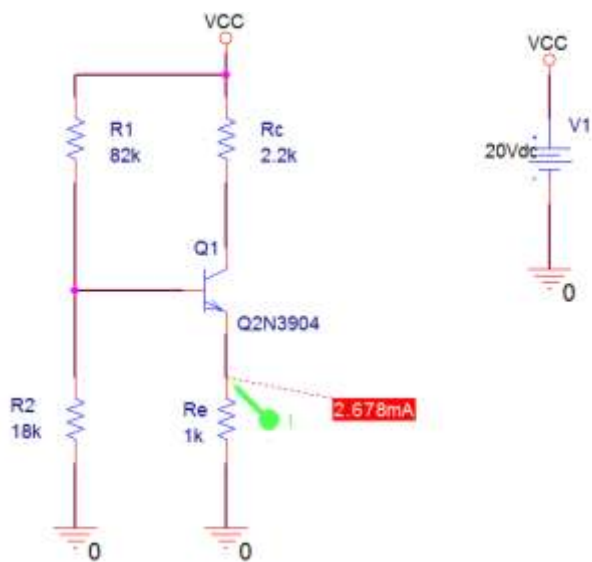 VCC
VCC
R1
82k
Rc
2.2k
V1
20Vdc
Q1
0
Q2N3904
R2
18k
Re
1k
I
2.678mA
0
0